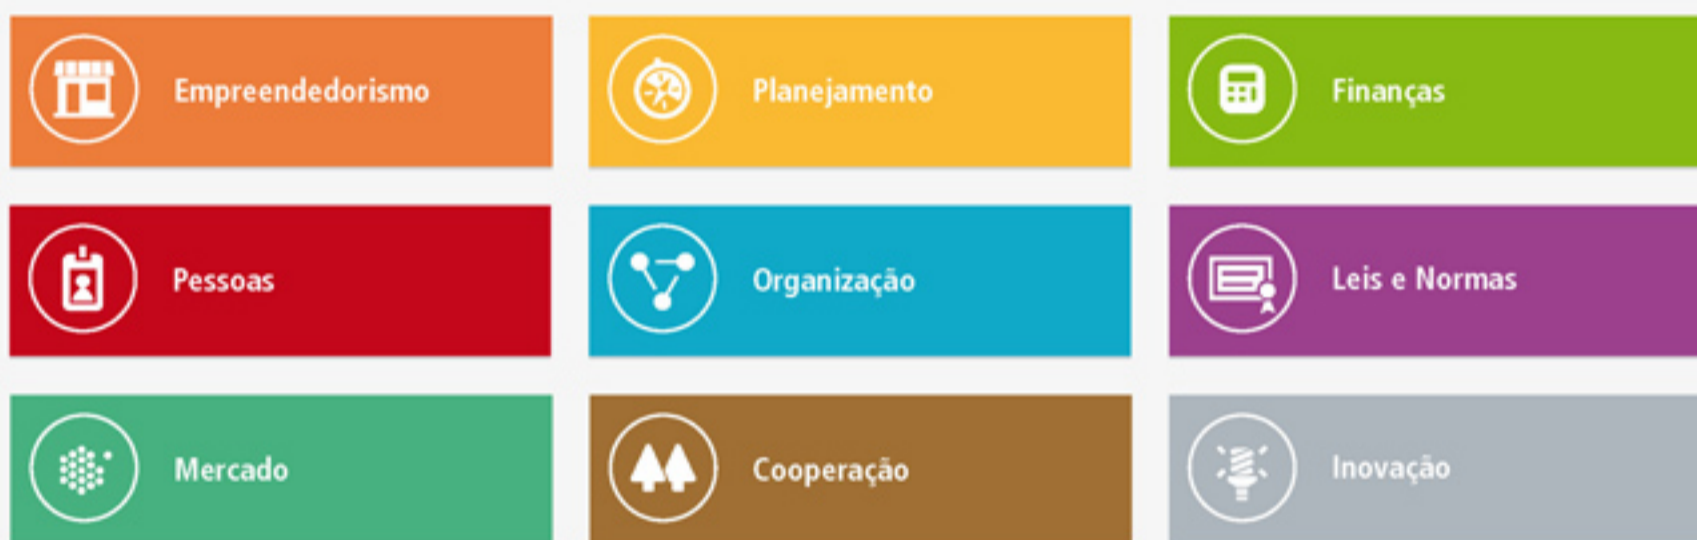 Empreendedorismo
Planejamento
Finanças
Pessoas
Organização
Leis e Normas
Mercado
Cooperação
Inovação